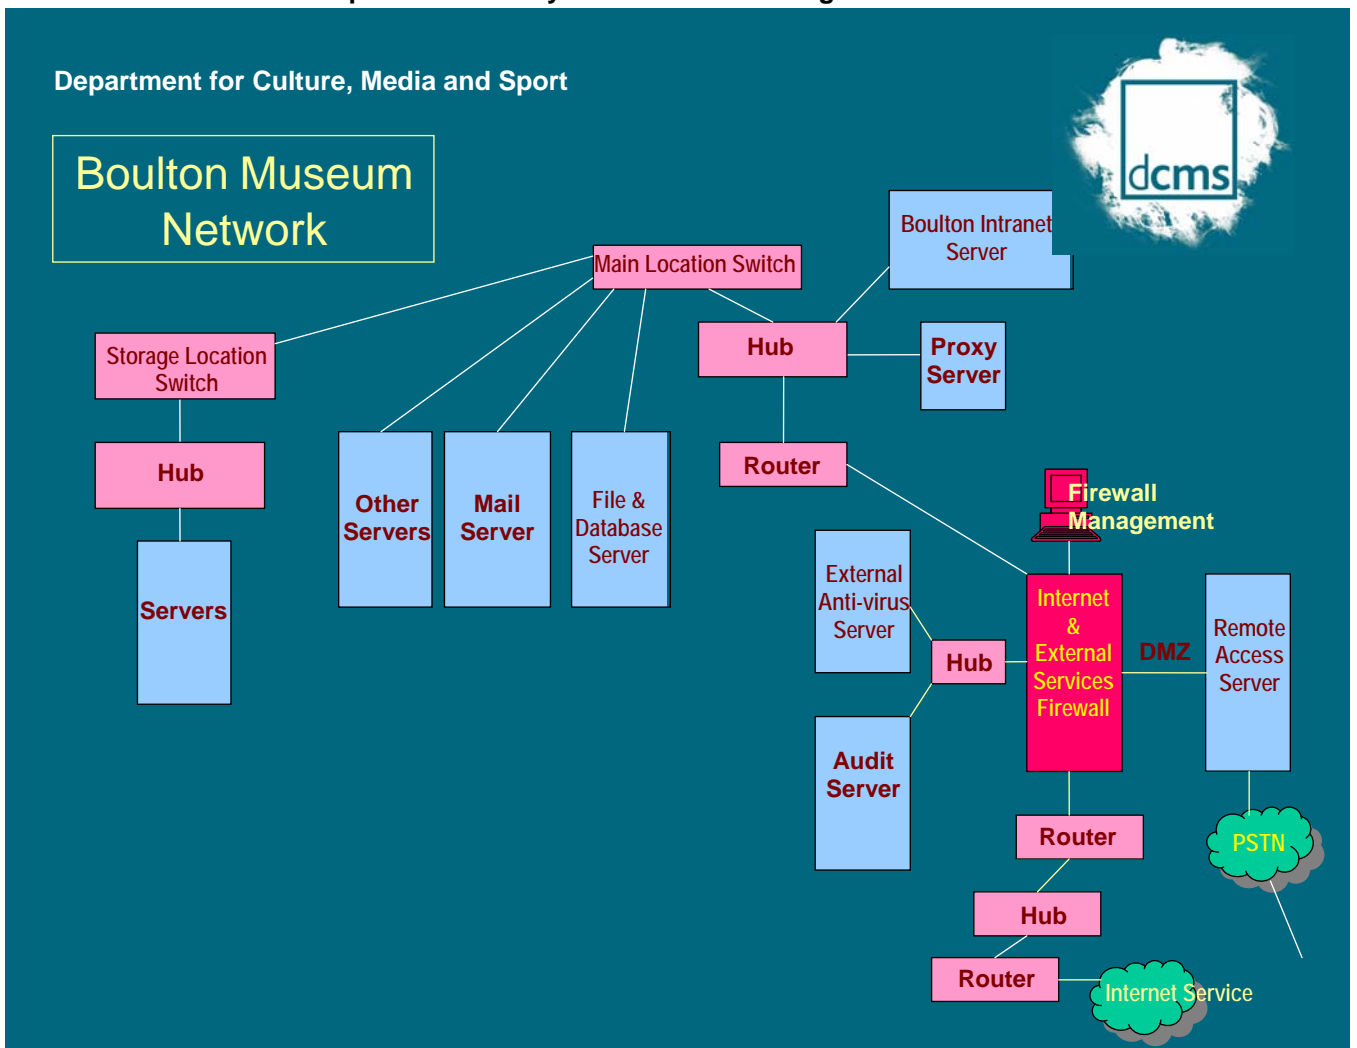 Department for Culture, Media and Sport
dcms
Boulton Museum
Network
Boulton Intranet
Server
Main Location Switch
Storage Location
Switch
Hub
Proxy
Server
Hub
Router
Other
Servers
Mail
Server
File &
Database
Server
Servers
Firewall
Management
External
Anti-virus
Server
Internet
&
External
Services
Firewall
DMZ
Remote
Access
Server
Hub
Audit
Server
Router
PSTN
Hub
Router
Internet Service